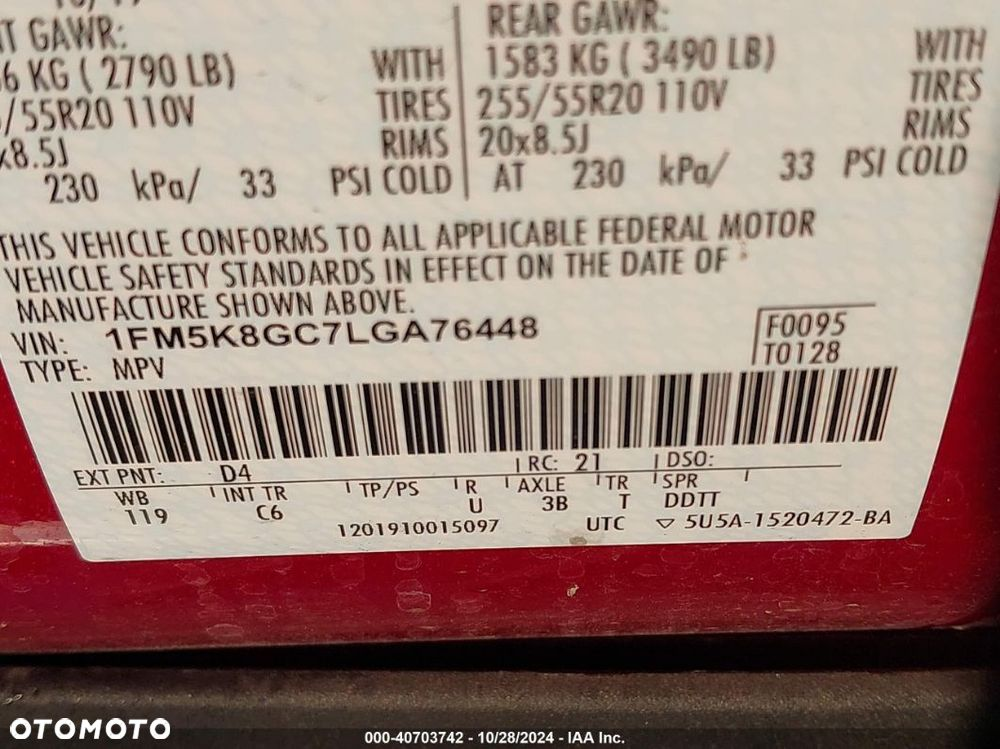 T GAWR:
6 KG ( 2790 LB)
WITH
/55R20 110V
TIRES
x8.5J
RIMS
230 kPa/ 33 PSI COLD
REAR GAWR:
1583 KG ( 3490 LB)
WITH
255/55R20 110V
TIRES
20x8.5J
RIMS
AT 230 kPa/ 33 PSI COLD
THIS VEHICLE CONFORMS TO ALL APPLICABLE FEDERAL MOTOR
VEHICLE SAFETY STANDARDS IN EFFECT ON THE DATE OF
MANUFACTURE SHOWN ABOVE.
VIN: 1FM5K8GC7LGA76448
F0095
TYPE: MPV
T0128
EXT PNT: D4 RC: 21 DSO:
WB INT TR TP/PS R AXLE TR SPR
119 C6 U 3B T DDTT
1201910015097 UTC ▽ 5U5A-1520472-BA
OTOMOTO
000-40703742 - 10/28/2024 - IAA Inc.